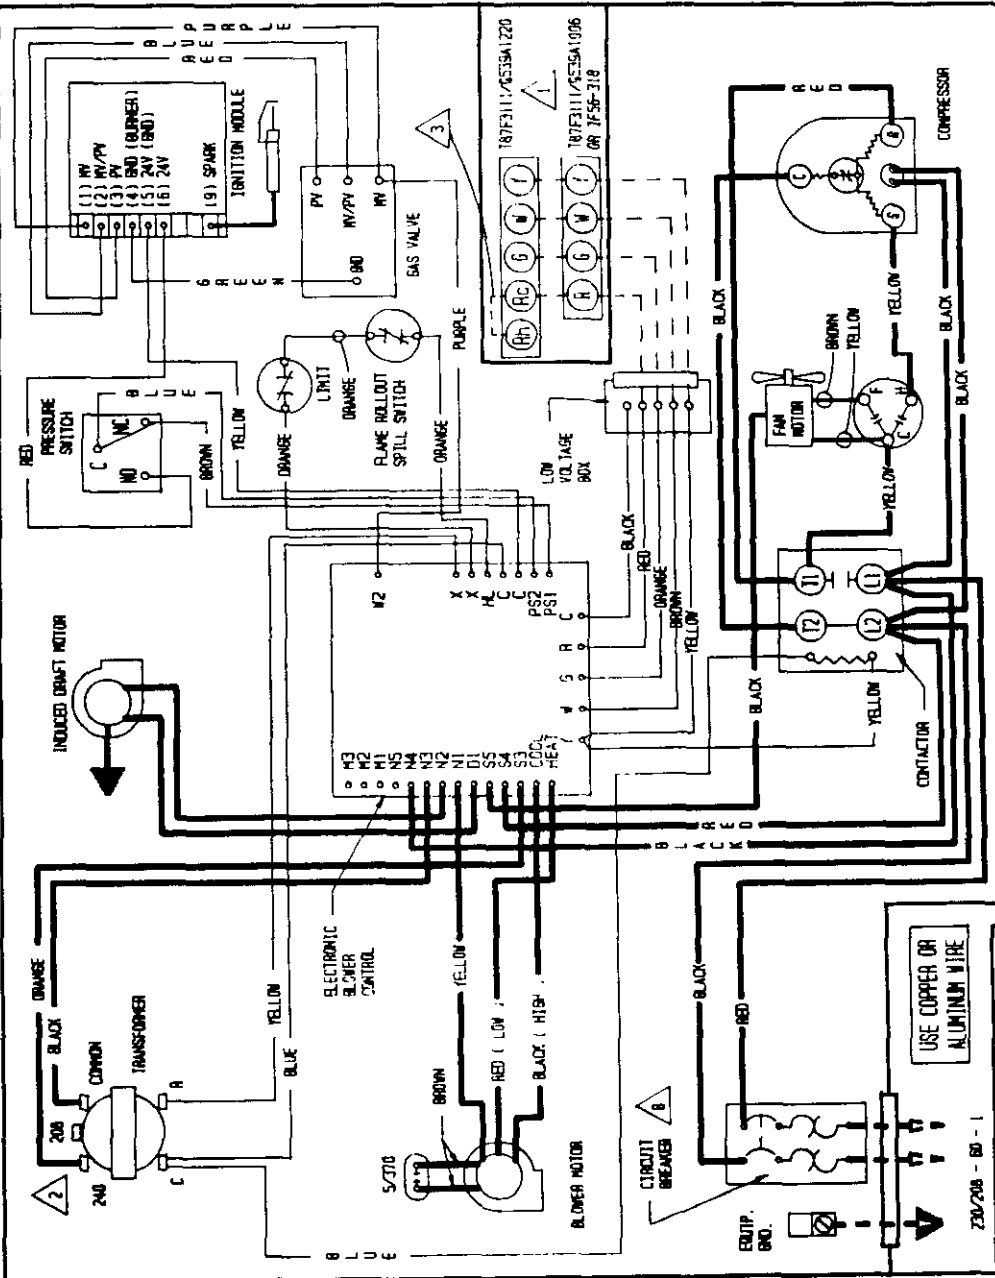 PURPLE
BLUE
RED
(1) MV
(2) MV/PV
(3) PV
(4) GND (BURNER)
(5) 24V (GND)
(6) 24V
(9) SPARK
IGNITION MODULE
PV
MV/PV
MV
GND
GAS VALVE
GREEN
PURPLE
RED
PRESSURE
SWITCH
NC
C
NO
BLUE
BROWN
YELLOW
LIMIT
ORANGE
ORANGE
FLAME ROLLOUT
SPILL SWITCH
ORANGE
T87F3111/Q539A1220
3
1
T87F3111/Q539A1006
OR 1F56-318
Rh Rc G W Y
R G W Y
LOW
VOLTAGE
BOX
BLACK
RED
ORANGE
BROWN
YELLOW
COMPRESSOR
RED
C
R
S
BLACK
YELLOW
BROWN
YELLOW
FAN
MOTOR
F
H
C
YELLOW
BLACK
T1
L1
T2
L2
YELLOW
CONTACTOR
BLACK
INDUCED DRAFT MOTOR
W2
X
X
HL
C
C
PS2
PS1
C
R
G
W
Y
M3
M2
M1
N5
N4
N3
N2
N1
D1
S5
S4
S3
COOL
HEAT
RED
BLACK
ELECTRONIC
BLOWER
CONTROL
ORANGE
BLACK
COMMON
208
240
TRANSFORMER
R
C
2
YELLOW
BLUE
BLUE
YELLOW
RED ( LOW )
BLACK ( HIGH )
BROWN
5/370
BLOWER MOTOR
BLACK
RED
CIRCUIT
BREAKER
8
EQUIP.
GND.
USE COPPER OR
ALUMINUM WIRE
230/208 - 60 - 1